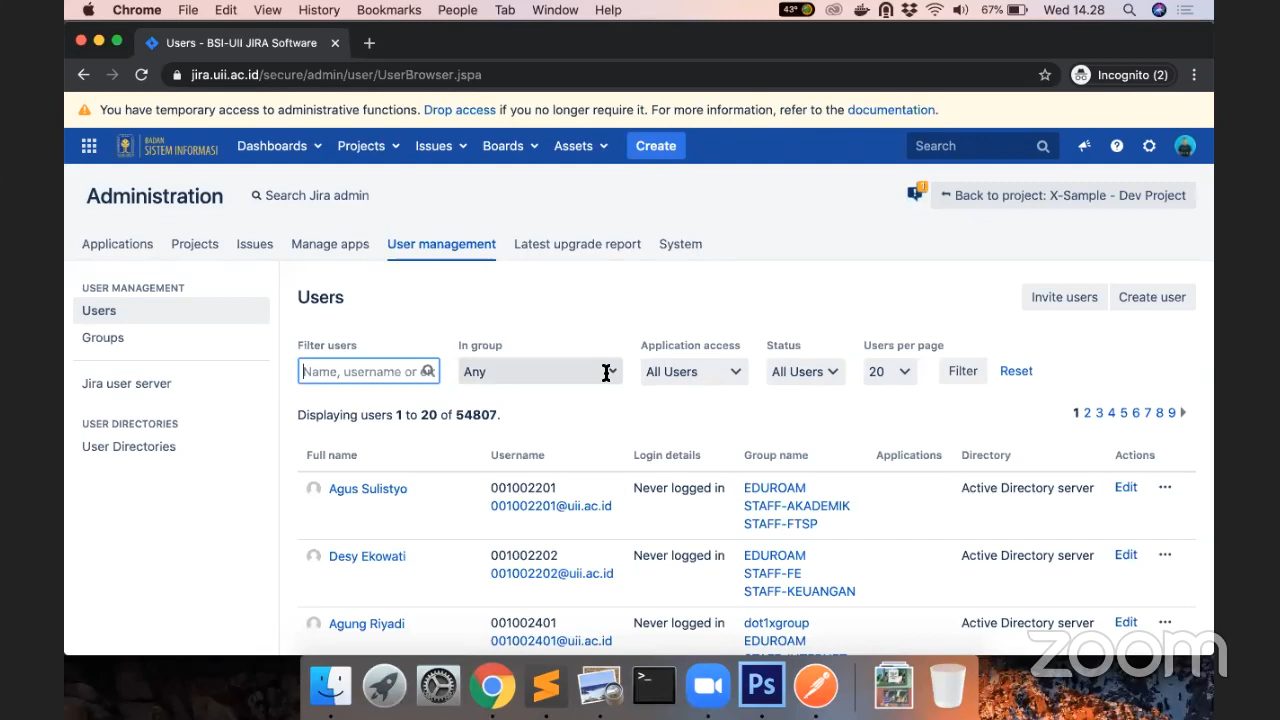 Chrome File Edit View History Bookmarks People Tab Window Help 43° 67% Wed 14.28
Users - BSI-UII JIRA Software
jira.uii.ac.id/secure/admin/user/UserBrowser.jspa Incognito (2)
You have temporary access to administrative functions. Drop access if you no longer require it. For more information, refer to the documentation.
BADAN
SISTEM INFORMASI
Dashboards Projects Issues Boards Assets Create Search
Administration Search Jira admin Back to project: X-Sample - Dev Project
Applications Projects Issues Manage apps User management Latest upgrade report System
USER MANAGEMENT
Users
Groups
Jira user server
USER DIRECTORIES
User Directories
Users Invite users Create user
Filter users In group Application access Status Users per page
Name, username or Any All Users All Users 20 Filter Reset
Displaying users 1 to 20 of 54807. 1 2 3 4 5 6 7 8 9
Full name Username Login details Group name Applications Directory Actions
Agus Sulistyo 001002201 Never logged in EDUROAM Active Directory server Edit
001002201@uii.ac.id STAFF-AKADEMIK
STAFF-FTSP
Desy Ekowati 001002202 Never logged in EDUROAM Active Directory server Edit
001002202@uii.ac.id STAFF-FE
STAFF-KEUANGAN
Agung Riyadi 001002401 Never logged in dot1xgroup Active Directory server Edit
001002401@uii.ac.id EDUROAM
zoom
Ps